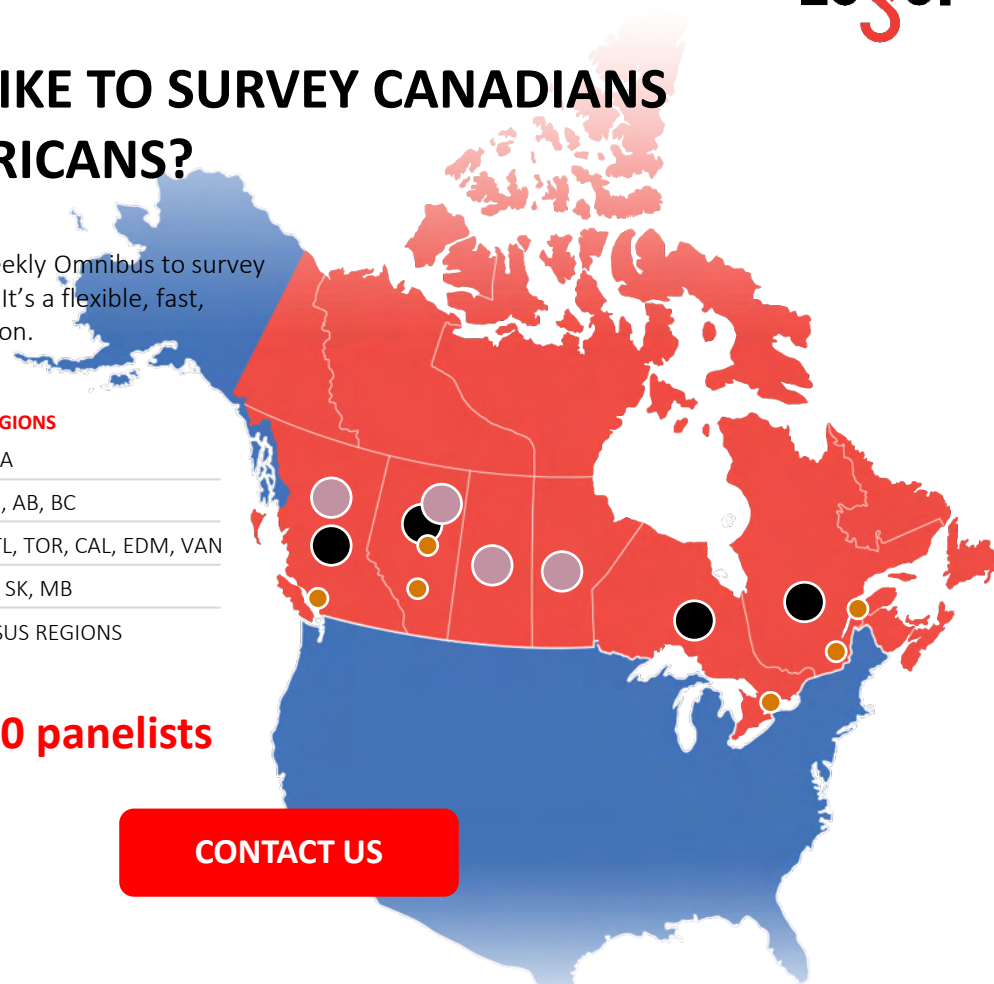 IKE TO SURVEY CANADIANS
RICANS?
eekly Omnibus to survey
It's a flexible, fast,
on.
GIONS
A
, AB, BC
TL, TOR, CAL, EDM, VAN
SK, MB
SUS REGIONS
0 panelists
CONTACT US